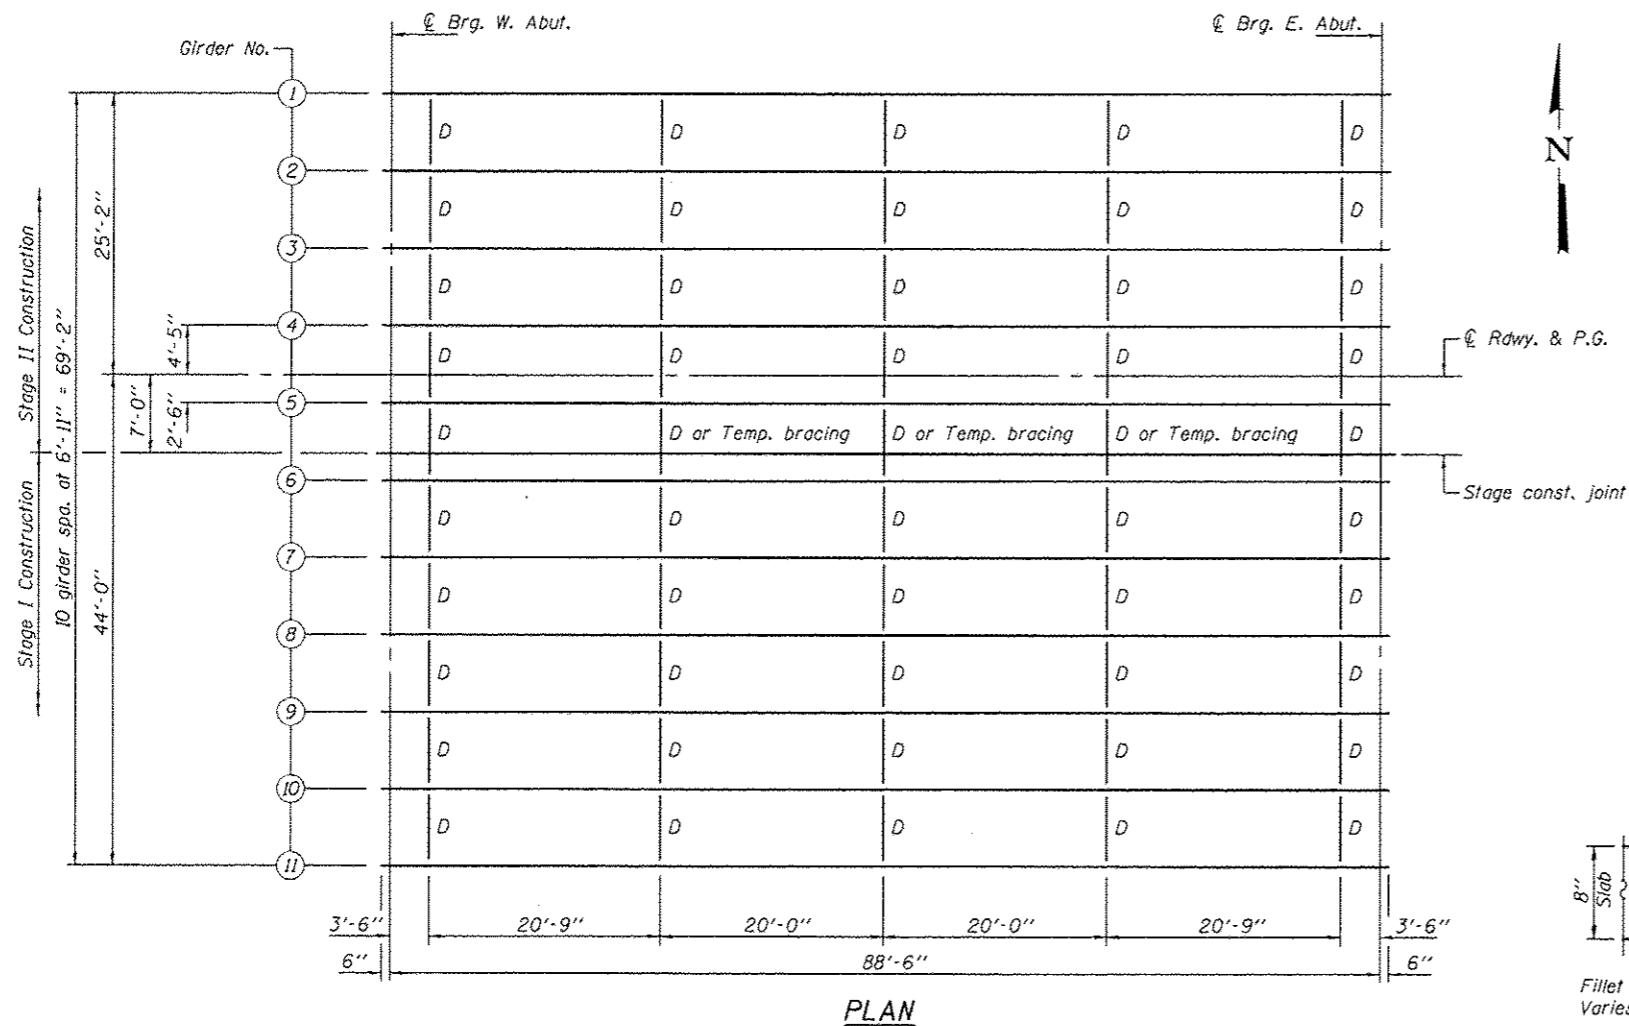 ℄ Brg. W. Abut.
℄ Brg. E. Abut.
Girder No.
1
D D D D D
2
D D D D D
3
D D D D D
4
D D D D D
5
D D or Temp. bracing D or Temp. bracing D or Temp. bracing D
6
D D D D D
7
D D D D D
8
D D D D D
9
D D D D D
10
D D D D D
11
Stage II Construction
Stage I Construction
10 girder spa. at 6'-11" = 69'-2"
25'-2"
44'-0"
4'-5"
7'-0"
2'-6"
N
℄ Rdwy. & P.G.
Stage const. joint
3'-6" 20'-9" 20'-0" 20'-0" 20'-9" 3'-6"
6" 88'-6" 6"
PLAN
8"
Slab
Fillet
Varies